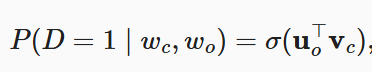 P(D = 1 | w_c, w_o) = σ(u_o^⊤ v_c),